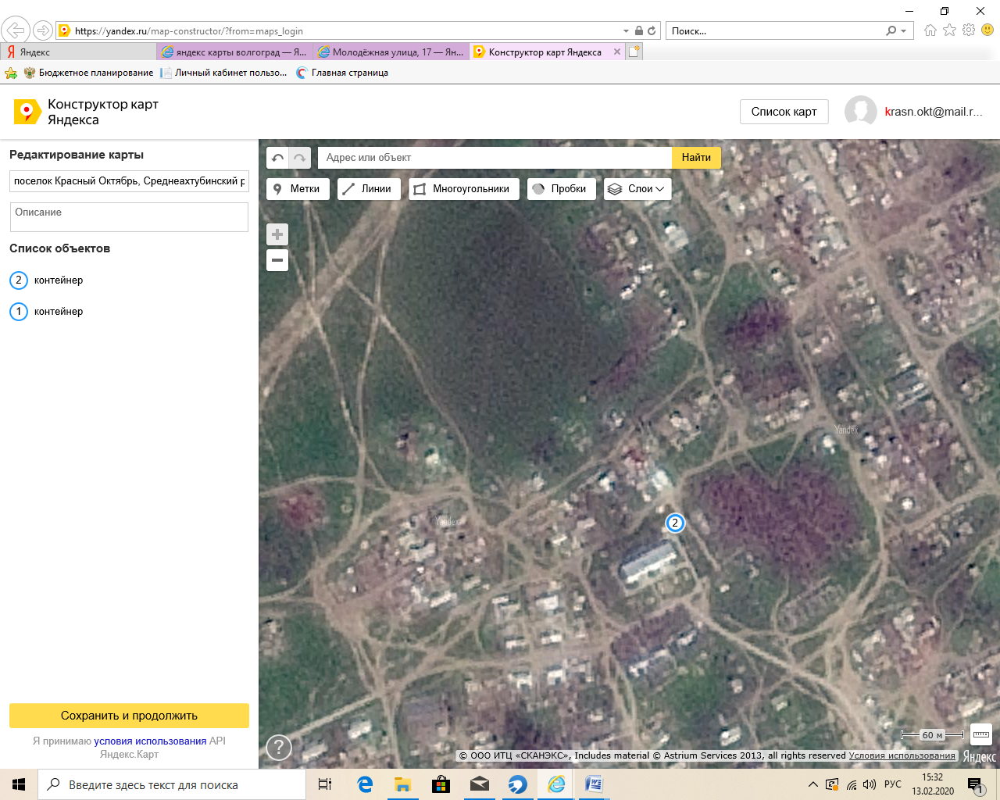 https://yandex.ru/map-constructor/?from=maps_login
Поиск...
Яндекс
яндекс карты волгоград — Я...
Молодёжная улица, 17 — Ян...
Конструктор карт Яндекса
Бюджетное планирование
Личный кабинет пользо...
Главная страница
Конструктор карт
Яндекса
Список карт
krasn.okt@mail.r...
Редактирование карты
поселок Красный Октябрь, Среднеахтубинский р
Описание
Список объектов
2 контейнер
1 контейнер
Сохранить и продолжить
Я принимаю условия использования API
Яндекс.Карт
Адрес или объект
Найти
Метки
Линии
Многоугольники
Пробки
Слои
Yandex
Yandex
2
60 м
?
© ООО ИТЦ «СКАНЭКС», Includes material © Astrium Services 2013, all rights reserved Условия использования
Яндекс
Введите здесь текст для поиска
РУС
15:32
13.02.2020
1